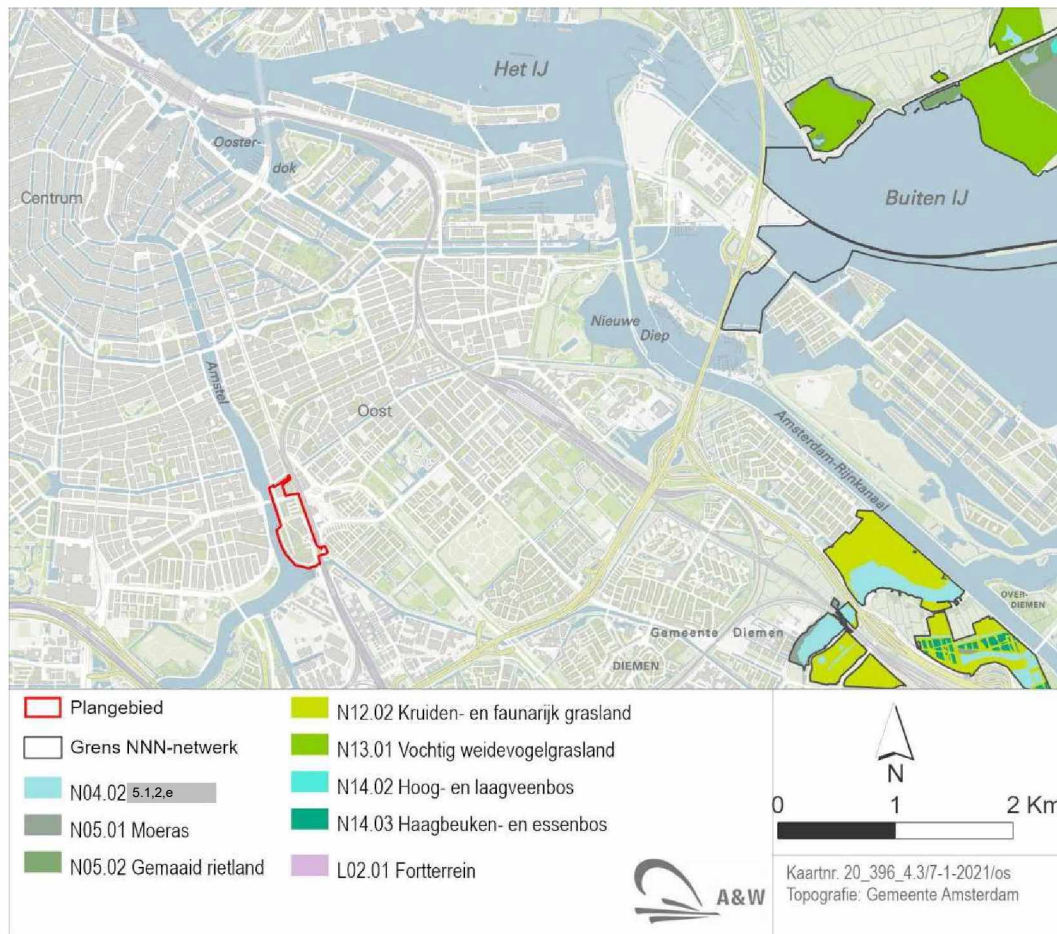 Het IJ
Ooster-
dok
Centrum
Buiten IJ
Nieuwe
Diep
Amstel
Oost
Amsterdam-Rijnkanaal
OVER-
DIEMEN
Gemeente Diemen
DIEMEN
Plangebied
Grens NNN-netwerk
N04.02 5.1,2,e
N05.01 Moeras
N05.02 Gemaaid rietland
N12.02 Kruiden- en faunarijk grasland
N13.01 Vochtig weidevogelgrasland
N14.02 Hoog- en laagveenbos
N14.03 Haagbeuken- en essenbos
L02.01 Fortterrein
A&W
N
0 1 2 Km
Kaartnr. 20_396_4.3/7-1-2021/os
Topografie: Gemeente Amsterdam